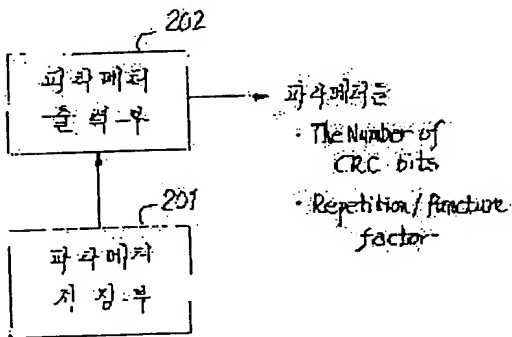 202
파라메터
출력부
파라메터들
· The Number of
CRC bits
· Repetition/puncture
factor
201
파라메터
저장부